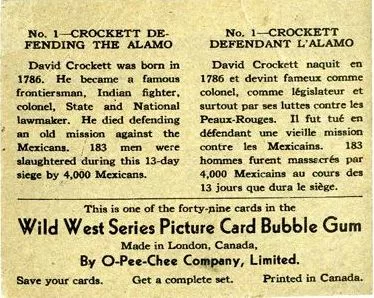 No. 1—CROCKETT DE-
FENDING THE ALAMO
David Crockett was born in
1786. He became a famous
frontiersman, Indian fighter,
colonel, State and National
lawmaker. He died defending
an old mission against the
Mexicans. 183 men were
slaughtered during this 13-day
siege by 4,000 Mexicans.
No. 1—CROCKETT
DEFENDANT L'ALAMO
David Crockett naquit en
1786 et devint fameux comme
colonel, comme législateur et
surtout par ses luttes contre les
Peaux-Rouges. Il fut tué en
défendant une vieille mission
contre les Mexicains. 183
hommes furent massacrés par
4,000 Mexicains au cours des
13 jours que dura le siège.
This is one of the forty-nine cards in the
Wild West Series Picture Card Bubble Gum
Made in London, Canada,
By O-Pee-Chee Company, Limited.
Save your cards. Get a complete set. Printed in Canada.